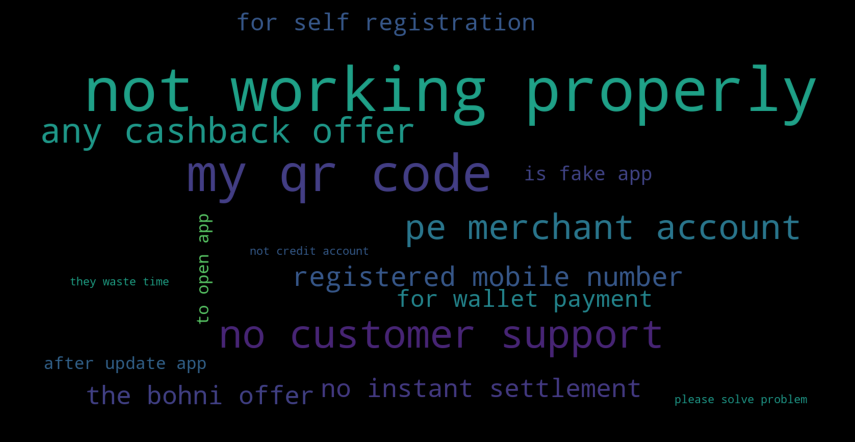 for self registration
not working properly
any cashback offer
my qr code
is fake app
to open app
pe merchant account
not credit account
they waste time
registered mobile number
for wallet payment
no customer support
after update app
the bohni offer
no instant settlement
please solve problem